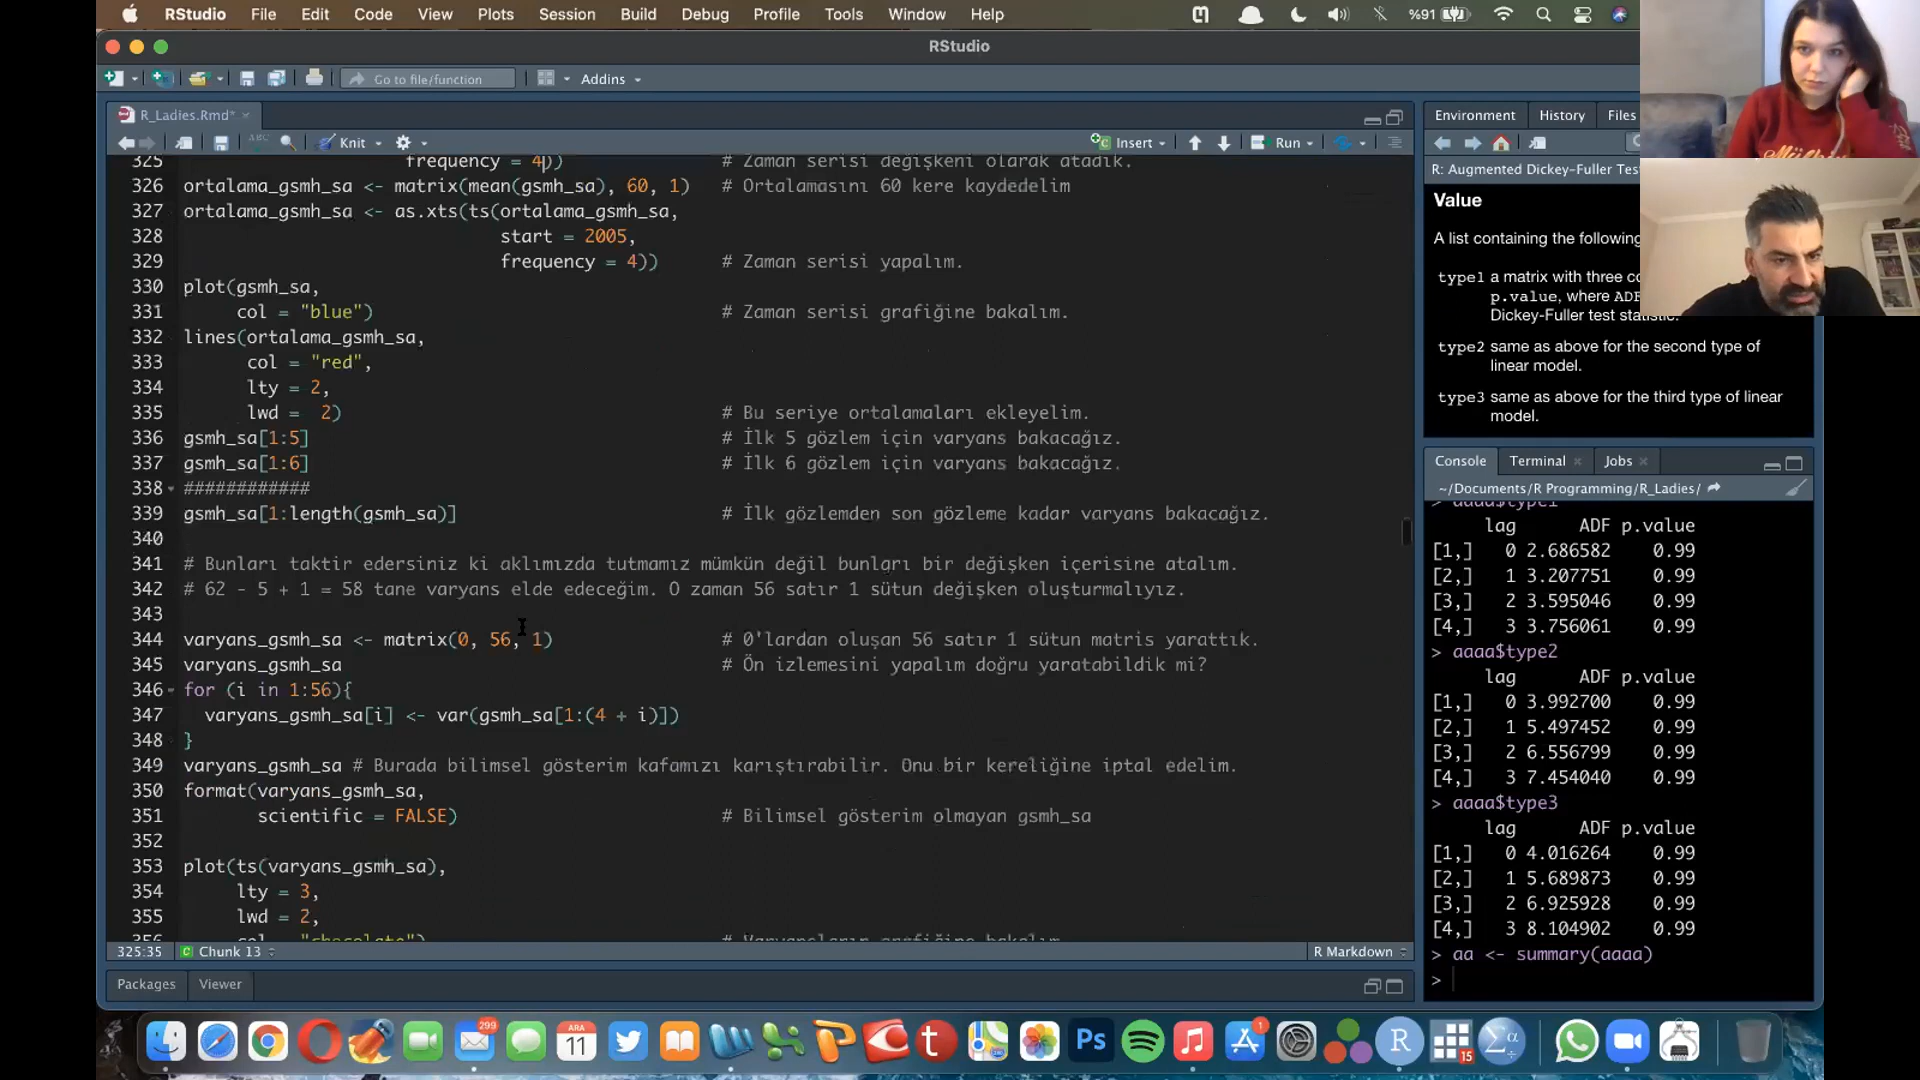 RStudio File Edit Code View Plots Session Build Debug Profile Tools Window Help %91
RStudio
Go to file/function Addins
R_Ladies.Rmd*
ABC Knit Insert Run
325 frequency = 4)) # Zaman serisi değişkeni olarak atadık.
326 ortalama_gsmh_sa <- matrix(mean(gsmh_sa), 60, 1) # Ortalamasını 60 kere kaydedelim
327 ortalama_gsmh_sa <- as.xts(ts(ortalama_gsmh_sa,
328 start = 2005,
329 frequency = 4)) # Zaman serisi yapalım.
330 plot(gsmh_sa,
331 col = "blue") # Zaman serisi grafiğine bakalım.
332 lines(ortalama_gsmh_sa,
333 col = "red",
334 lty = 2,
335 lwd =  2) # Bu seriye ortalamaları ekleyelim.
336 gsmh_sa[1:5] # İlk 5 gözlem için varyans bakacağız.
337 gsmh_sa[1:6] # İlk 6 gözlem için varyans bakacağız.
338 ############
339 gsmh_sa[1:length(gsmh_sa)] # İlk gözlemden son gözleme kadar varyans bakacağız.
340
341 # Bunları taktir edersiniz ki aklımızda tutmamız mümkün değil bunları bir değişken içerisine atalım.
342 # 62 - 5 + 1 = 58 tane varyans elde edeceğim. O zaman 56 satır 1 sütun değişken oluşturmalıyız.
343
344 varyans_gsmh_sa <- matrix(0, 56, 1) # 0'lardan oluşan 56 satır 1 sütun matris yarattık.
345 varyans_gsmh_sa # Ön izlemesini yapalım doğru yaratabildik mi?
346 for (i in 1:56){
347 varyans_gsmh_sa[i] <- var(gsmh_sa[1:(4 + i)])
348 }
349 varyans_gsmh_sa # Burada bilimsel gösterim kafamızı karıştırabilir. Onu bir kereliğine iptal edelim.
350 format(varyans_gsmh_sa,
351 scientific = FALSE) # Bilimsel gösterim olmayan gsmh_sa
352
353 plot(ts(varyans_gsmh_sa),
354 lty = 3,
355 lwd = 2,
356 col = "chocolate") # Varyansların grafiğine bakalım
325:35 Chunk 13 R Markdown
Packages Viewer
Environment History Files
R: Augmented Dickey-Fuller Test
Value
A list containing the following
type1 a matrix with three
p.value, where ADF
Dickey-Fuller test statistic.
type2 same as above for the second type of
linear model.
type3 same as above for the third type of linear
model.
Console Terminal Jobs
~/Documents/R Programming/R_Ladies/
> aaaa$type1
lag ADF p.value
[1,] 0 2.686582 0.99
[2,] 1 3.207751 0.99
[3,] 2 3.595046 0.99
[4,] 3 3.756061 0.99
> aaaa$type2
lag ADF p.value
[1,] 0 3.992700 0.99
[2,] 1 5.497452 0.99
[3,] 2 6.556799 0.99
[4,] 3 7.454040 0.99
> aaaa$type3
lag ADF p.value
[1,] 0 4.016264 0.99
[2,] 1 5.689873 0.99
[3,] 2 6.925928 0.99
[4,] 3 8.104902 0.99
> aa <- summary(aaaa)
>
299
ARA
11
Ps
1
R
15
Σα